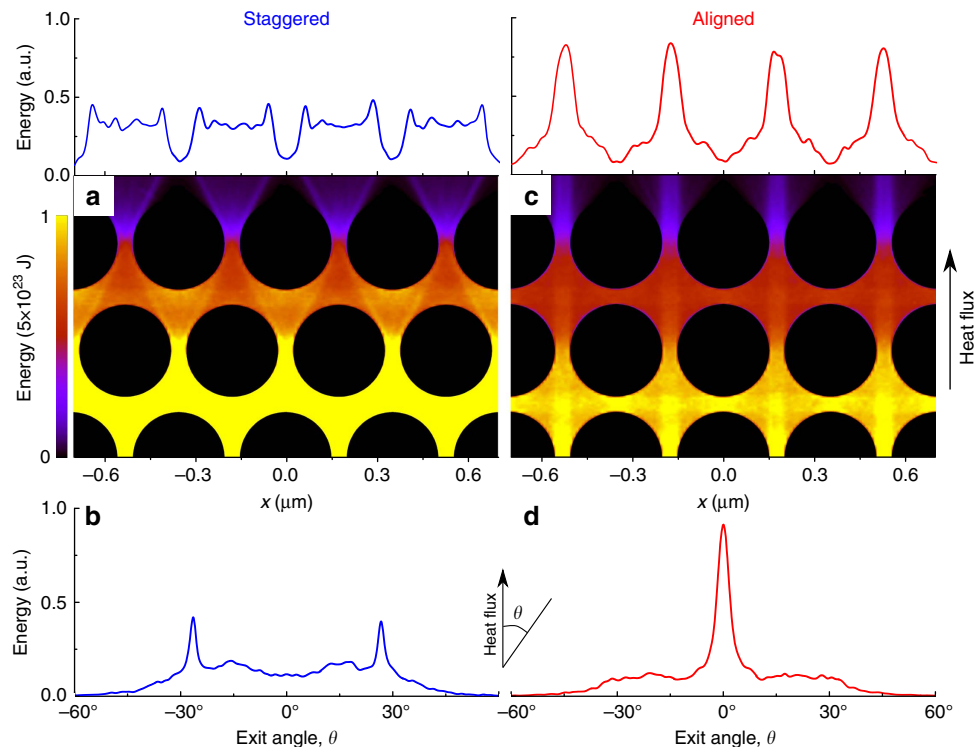 Staggered
Aligned
1.0
0.5
0.0
Energy (a.u.)
Energy (a.u.)
a
c
1
0
Energy (5×10²³ J)
Heat flux
–0.6 –0.3 0.0 0.3 0.6
x (μm)
–0.6 –0.3 0.0 0.3 0.6
x (μm)
b
d
1.0
0.5
0.0
Energy (a.u.)
Heat flux
θ
–60° –30° 0° 30°
Exit angle, θ
–60° –30° 0° 30° 60°
Exit angle, θ